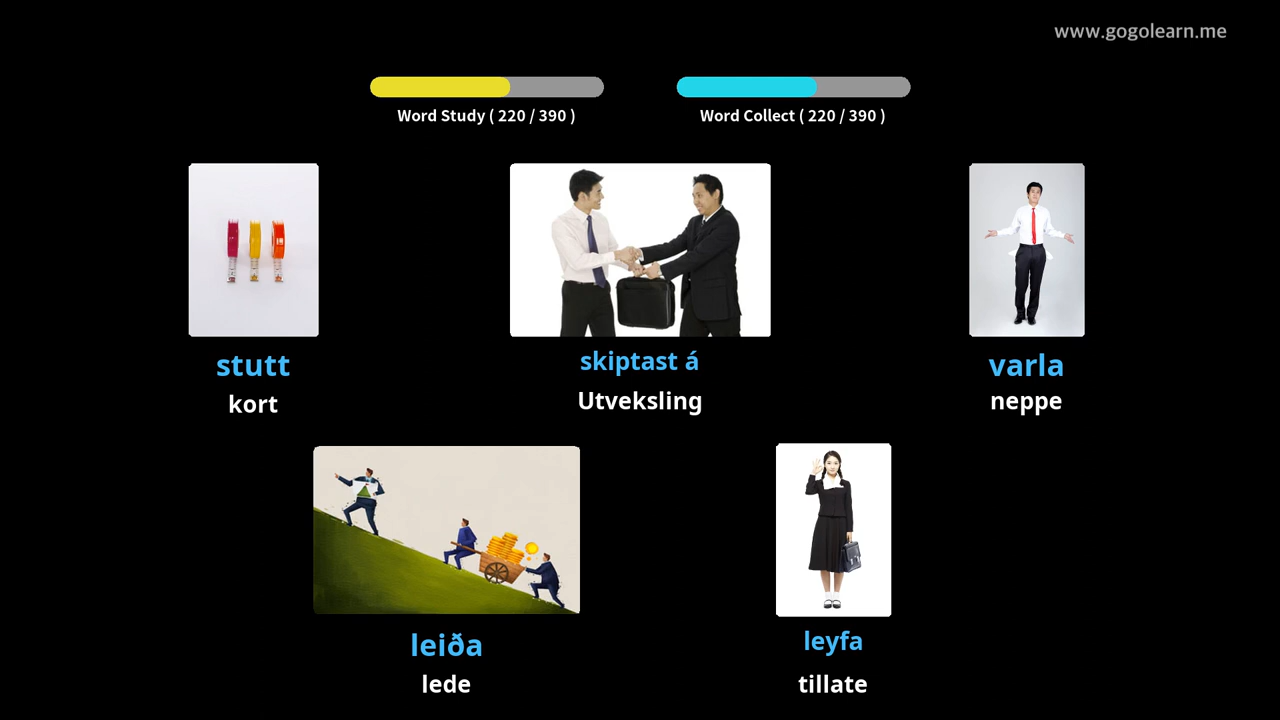 www.gogolearn.me
Word Study ( 220 / 390 )
Word Collect ( 220 / 390 )
stutt
kort
skiptast á
Utveksling
varla
neppe
leiða
lede
leyfa
tillate